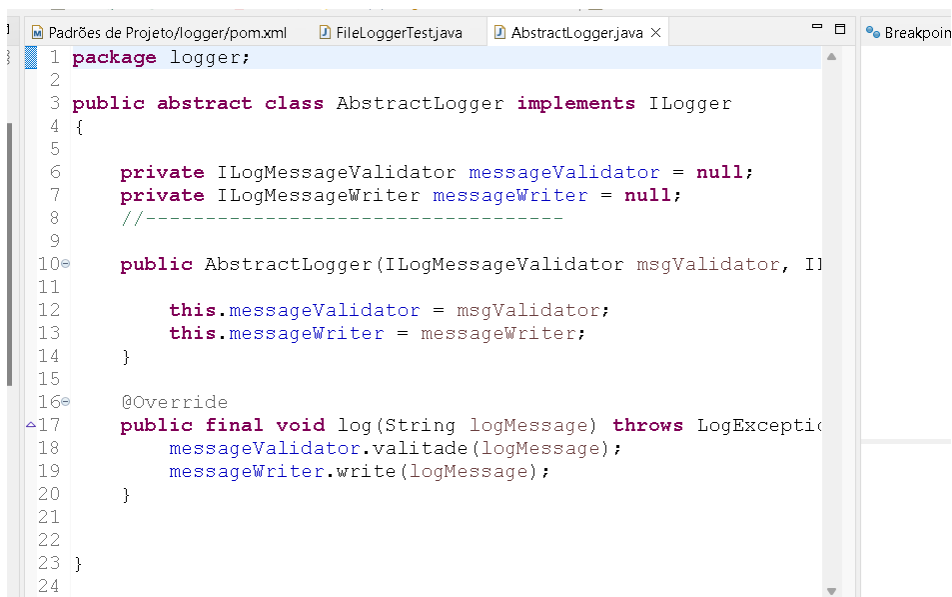 Padrões de Projeto/logger/pom.xml FileLoggerTest.java AbstractLogger.java Breakpoin
1 package logger;
2
3 public abstract class AbstractLogger implements ILogger
4 {
5
6 private ILogMessageValidator messageValidator = null;
7 private ILogMessageWriter messageWriter = null;
8 //-----------------------------------
9
10 public AbstractLogger(ILogMessageValidator msgValidator, Il
11
12 this.messageValidator = msgValidator;
13 this.messageWriter = messageWriter;
14 }
15
16 @Override
17 public final void log(String logMessage) throws LogExceptio
18 messageValidator.valitade(logMessage);
19 messageWriter.write(logMessage);
20 }
21
22
23 }
24